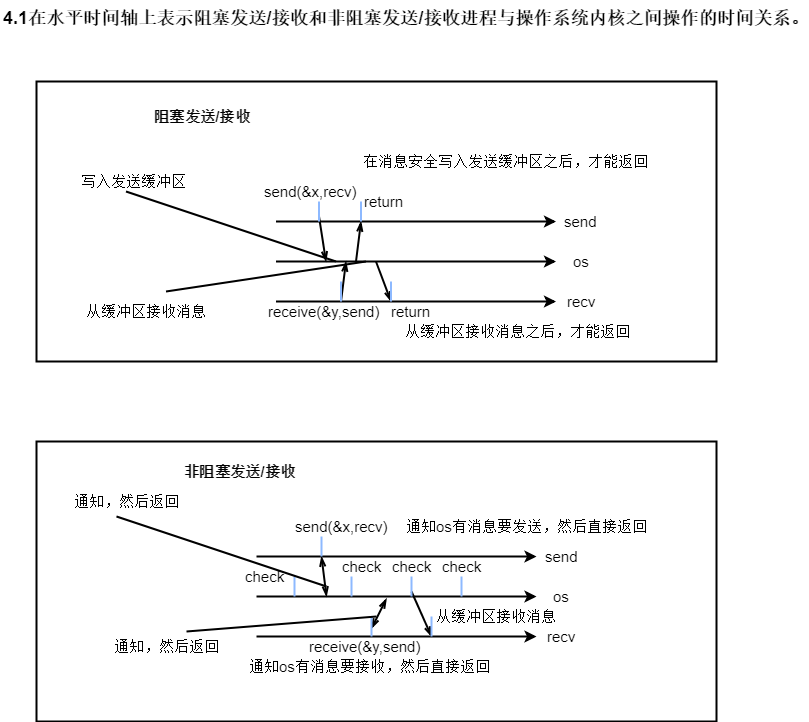 4.1在水平时间轴上表示阻塞发送/接收和非阻塞发送/接收进程与操作系统内核之间操作的时间关系。
阻塞发送/接收
在消息安全写入发送缓冲区之后，才能返回
写入发送缓冲区
send(&x,recv)
return
send
os
recv
从缓冲区接收消息
receive(&y,send)
return
从缓冲区接收消息之后，才能返回
非阻塞发送/接收
通知，然后返回
send(&x,recv)
通知os有消息要发送，然后直接返回
send
check
check
check
check
os
从缓冲区接收消息
recv
通知，然后返回
receive(&y,send)
通知os有消息要接收，然后直接返回